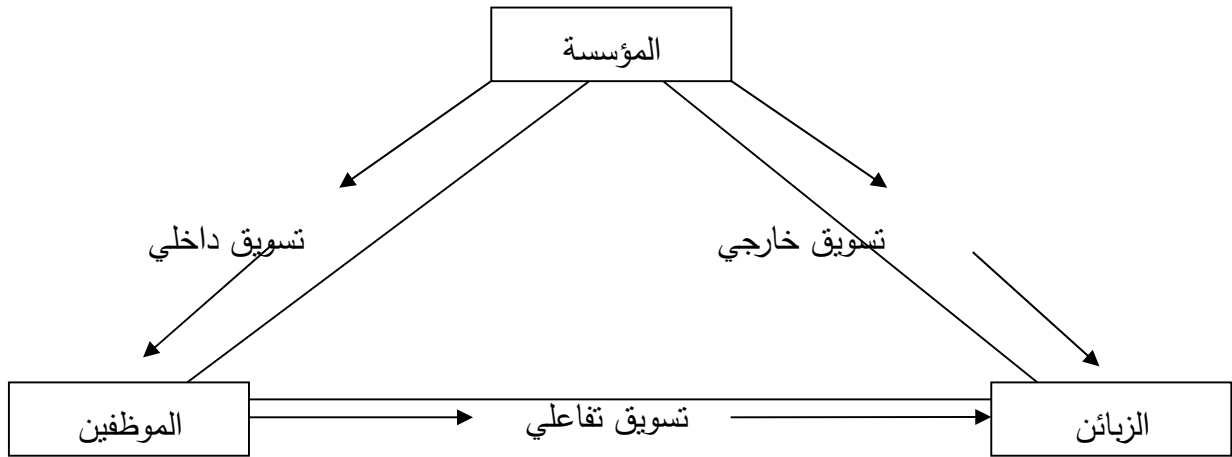 المؤسسة
تسويق خارجي
تسويق داخلي
الزبائن
تسويق تفاعلي
الموظفين